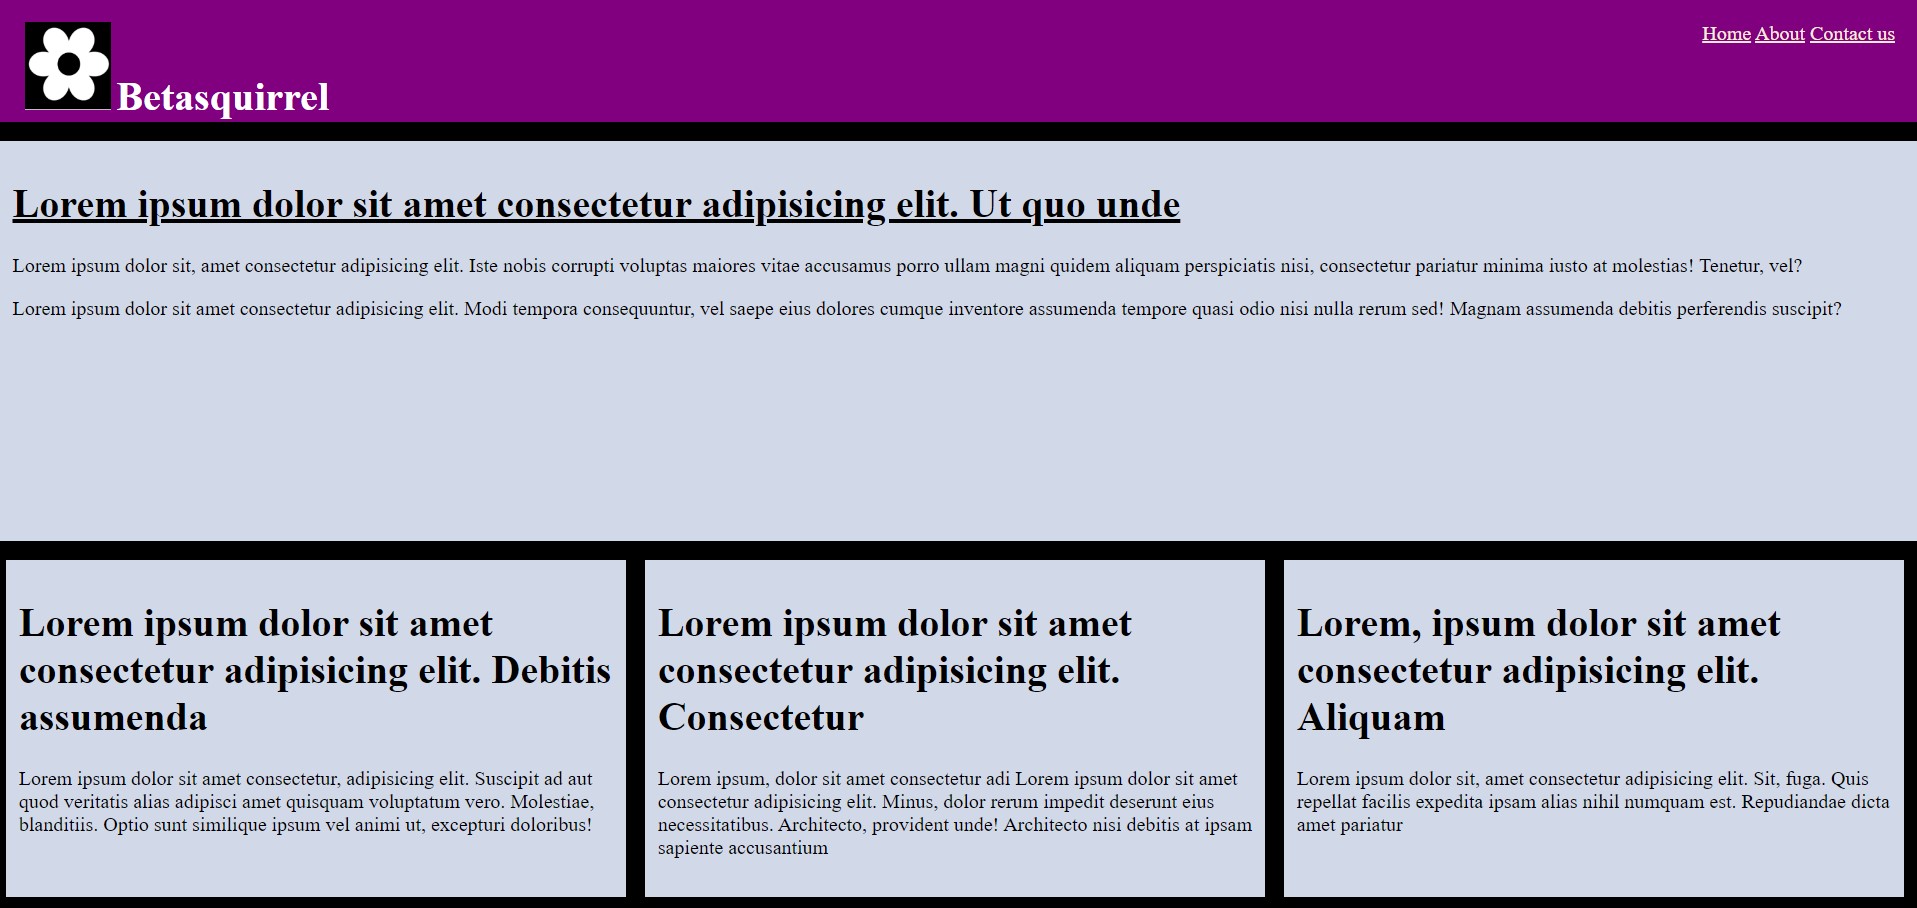 Home About Contact us
Betasquirrel
Lorem ipsum dolor sit amet consectetur adipisicing elit. Ut quo unde
Lorem ipsum dolor sit, amet consectetur adipisicing elit. Iste nobis corrupti voluptas maiores vitae accusamus porro ullam magni quidem aliquam perspiciatis nisi, consectetur pariatur minima iusto at molestias! Tenetur, vel?
Lorem ipsum dolor sit amet consectetur adipisicing elit. Modi tempora consequuntur, vel saepe eius dolores cumque inventore assumenda tempore quasi odio nisi nulla rerum sed! Magnam assumenda debitis perferendis suscipit?
Lorem ipsum dolor sit amet
consectetur adipisicing elit. Debitis
assumenda
Lorem ipsum dolor sit amet consectetur, adipisicing elit. Suscipit ad aut
quod veritatis alias adipisci amet quisquam voluptatum vero. Molestiae,
blanditiis. Optio sunt similique ipsum vel animi ut, excepturi doloribus!
Lorem ipsum dolor sit amet
consectetur adipisicing elit.
Consectetur
Lorem ipsum, dolor sit amet consectetur adi Lorem ipsum dolor sit amet
consectetur adipisicing elit. Minus, dolor rerum impedit deserunt eius
necessitatibus. Architecto, provident unde! Architecto nisi debitis at ipsam
sapiente accusantium
Lorem, ipsum dolor sit amet
consectetur adipisicing elit.
Aliquam
Lorem ipsum dolor sit, amet consectetur adipisicing elit. Sit, fuga. Quis
repellat facilis expedita ipsam alias nihil numquam est. Repudiandae dicta
amet pariatur